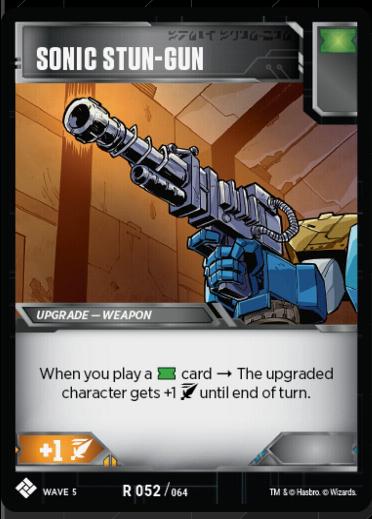 SONIC STUN-GUN
UPGRADE — WEAPON
When you play a card → The upgraded
character gets +1 until end of turn.
+1
WAVE 5 R 052 / 064 TM & © Hasbro. © Wizards.